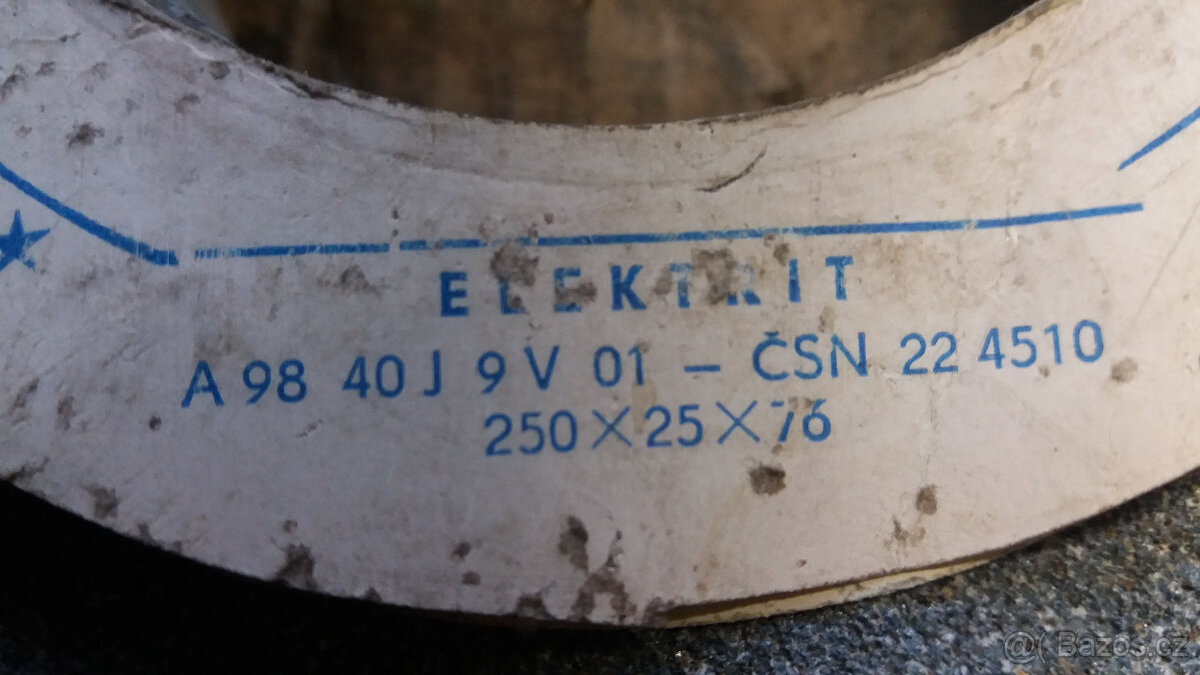 ELEKTRIT
A 98 40 J 9 V 01 – ČSN 22 4510
250×25×76
@( Bazos.cz